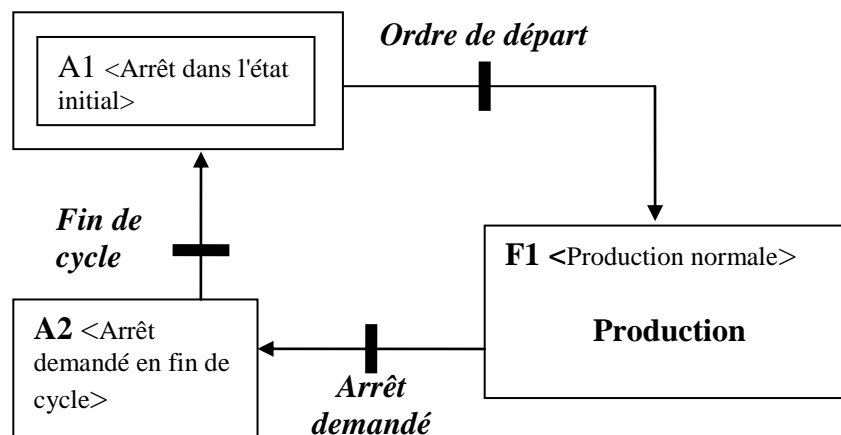 Ordre de départ
A1 <Arrêt dans l'état
initial>
Fin de
cycle
F1 <Production normale>
Production
A2 <Arrêt
demandé en fin de
cycle>
Arrêt
demandé